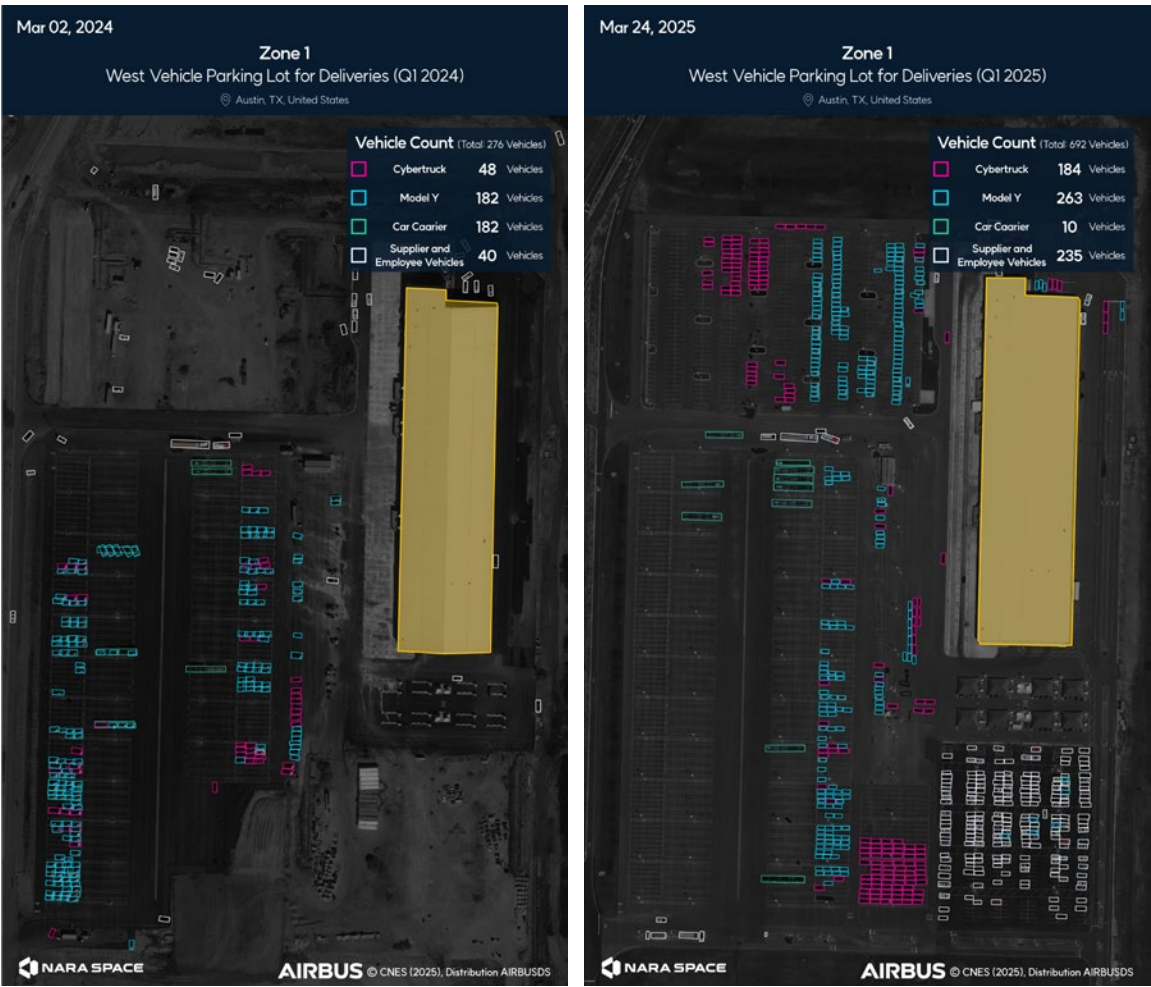 Mar 02, 2024
Zone 1
West Vehicle Parking Lot for Deliveries (Q1 2024)
Austin, TX, United States
Vehicle Count (Total: 276 Vehicles)
Cybertruck 48 Vehicles
Model Y 182 Vehicles
Car Caarier 182 Vehicles
Supplier and
Employee Vehicles 40 Vehicles
NARA SPACE
AIRBUS © CNES (2025), Distribution AIRBUSDS
Mar 24, 2025
Zone 1
West Vehicle Parking Lot for Deliveries (Q1 2025)
Austin, TX, United States
Vehicle Count (Total: 692 Vehicles)
Cybertruck 184 Vehicles
Model Y 263 Vehicles
Car Caarier 10 Vehicles
Supplier and
Employee Vehicles 235 Vehicles
NARA SPACE
AIRBUS © CNES (2025), Distribution AIRBUSDS